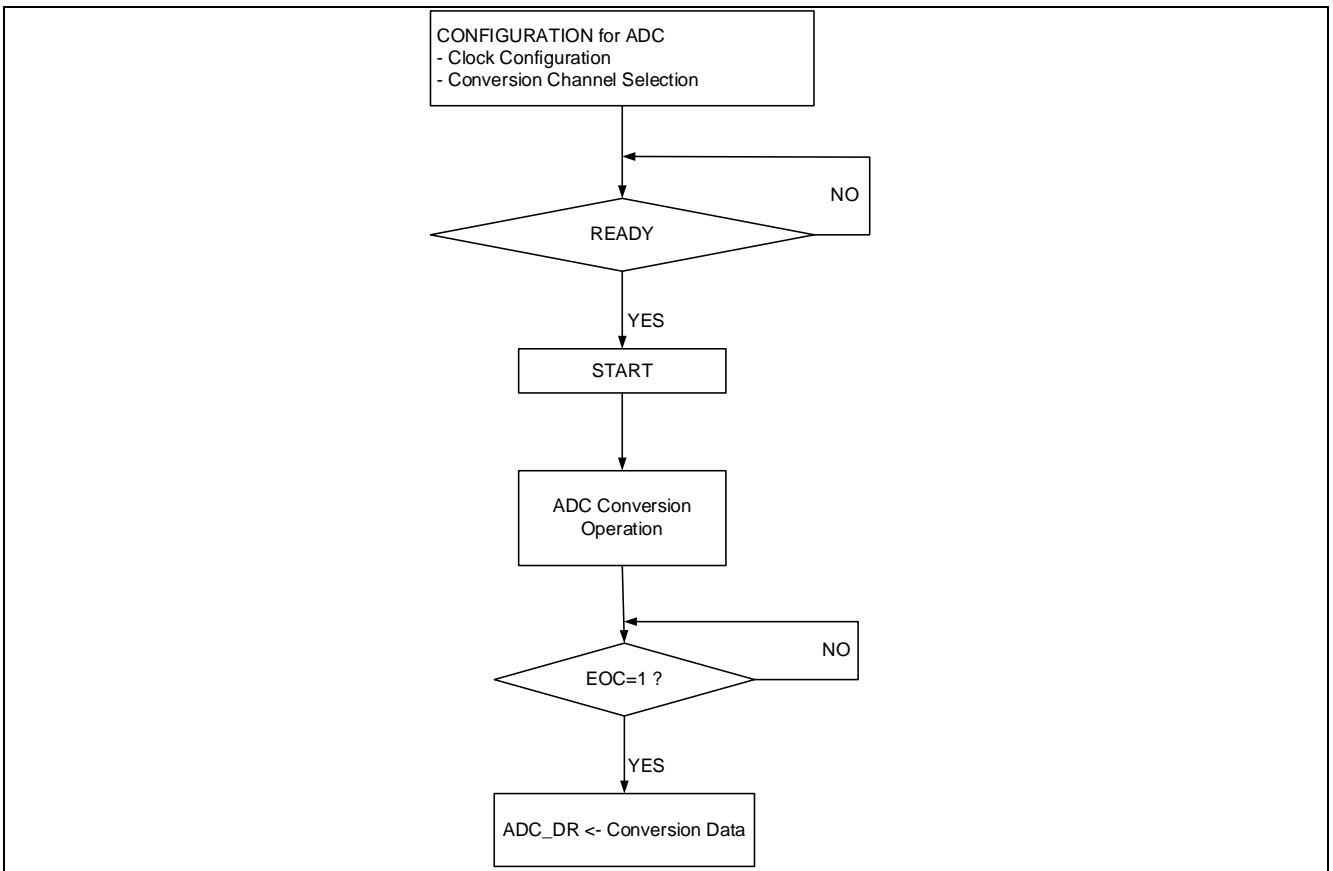 CONFIGURATION for ADC
- Clock Configuration
- Conversion Channel Selection
NO
READY
YES
START
ADC Conversion
Operation
NO
EOC=1 ?
YES
ADC_DR <- Conversion Data